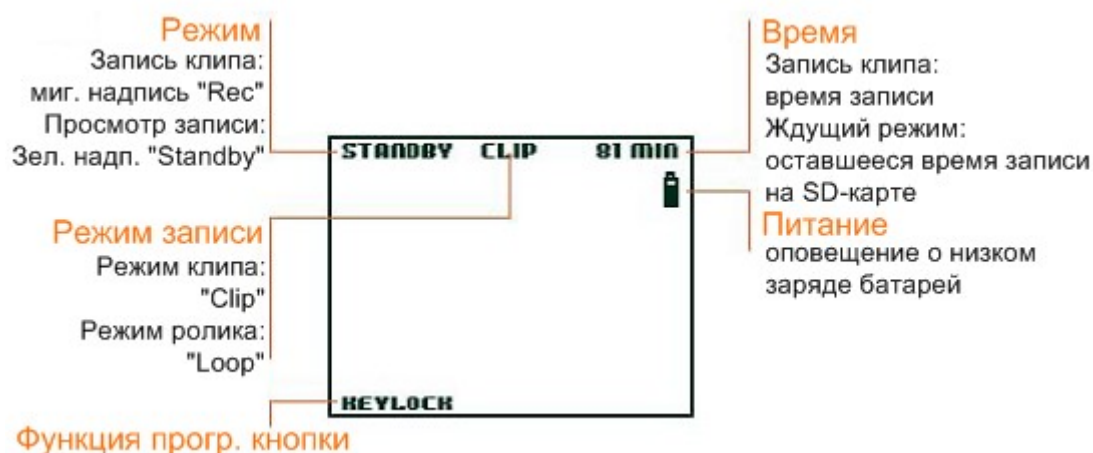 Режим
Запись клипа:
миг. надпись "Rec"
Просмотр записи:
Зел. надп. "Standby"
Режим записи
Режим клипа:
"Clip"
Режим ролика:
"Loop"
Функция прогр. кнопки
STANDBY CLIP 81 MIN
KEYLOCK
Время
Запись клипа:
время записи
Ждущий режим:
оставшееся время записи
на SD-карте
Питание
оповещение о низком
заряде батарей